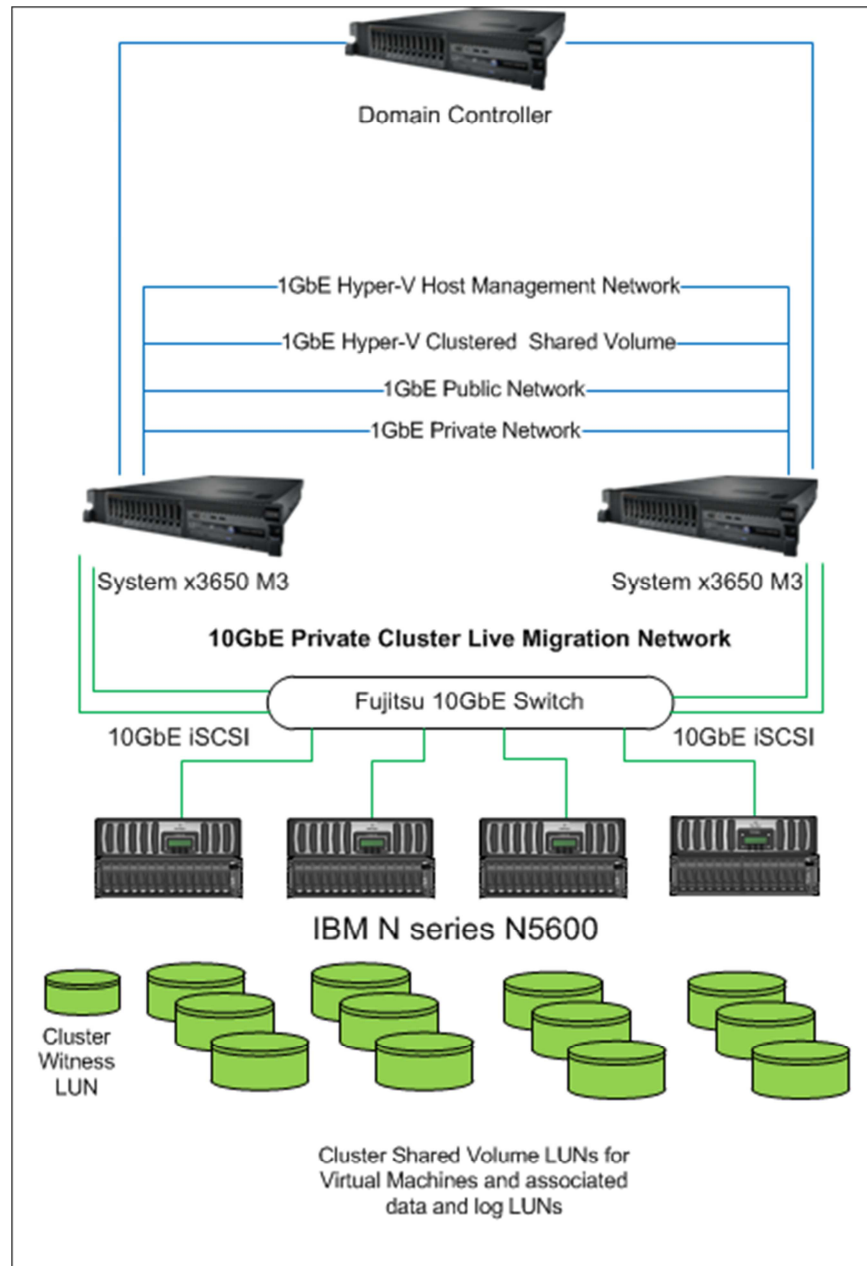 Domain Controller
1GbE Hyper-V Host Management Network
1GbE Hyper-V Clustered Shared Volume
1GbE Public Network
1GbE Private Network
System x3650 M3
System x3650 M3
10GbE Private Cluster Live Migration Network
Fujitsu 10GbE Switch
10GbE iSCSI
10GbE iSCSI
IBM N series N5600
Cluster
Witness
LUN
Cluster Shared Volume LUNs for
Virtual Machines and associated
data and log LUNs